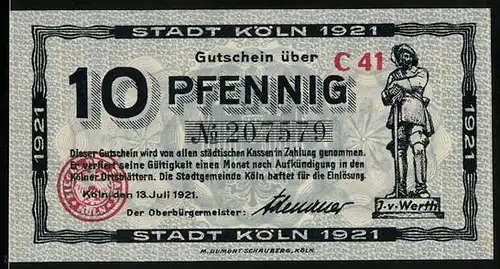 STADT KÖLN 1921
Gutschein über
C 41
10 PFENNIG
№ 207579
Dieser Gutschein wird von allen städtischen Kassen in Zahlung genommen.
Er verliert seine Gültigkeit einen Monat nach Aufkündigung in den
Kölner Ortsblättern. Die Stadtgemeinde Köln haftet für die Einlösung.
Köln, den 13. Juli 1921.
Der Oberbürgermeister: Adenauer
J. v. Werth
1921
1921
STADT KÖLN 1921
M. DUMONT SCHAUBERG, KÖLN.